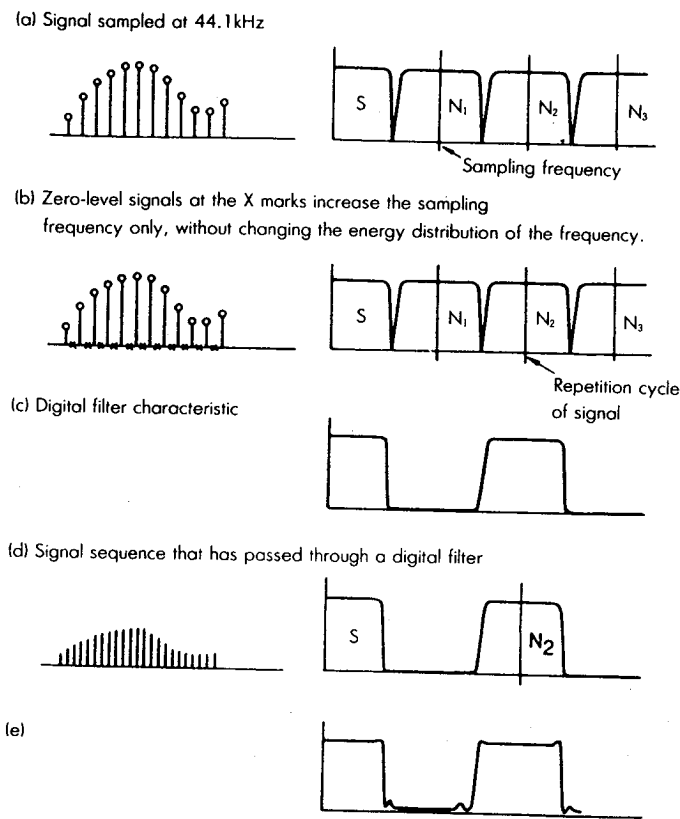 (a) Signal sampled at 44.1kHz
S N₁ N₂ N₃
Sampling frequency
(b) Zero-level signals at the X marks increase the sampling
frequency only, without changing the energy distribution of the frequency.
S N₁ N₂ N₃
Repetition cycle
of signal
(c) Digital filter characteristic
(d) Signal sequence that has passed through a digital filter
S N2
(e)